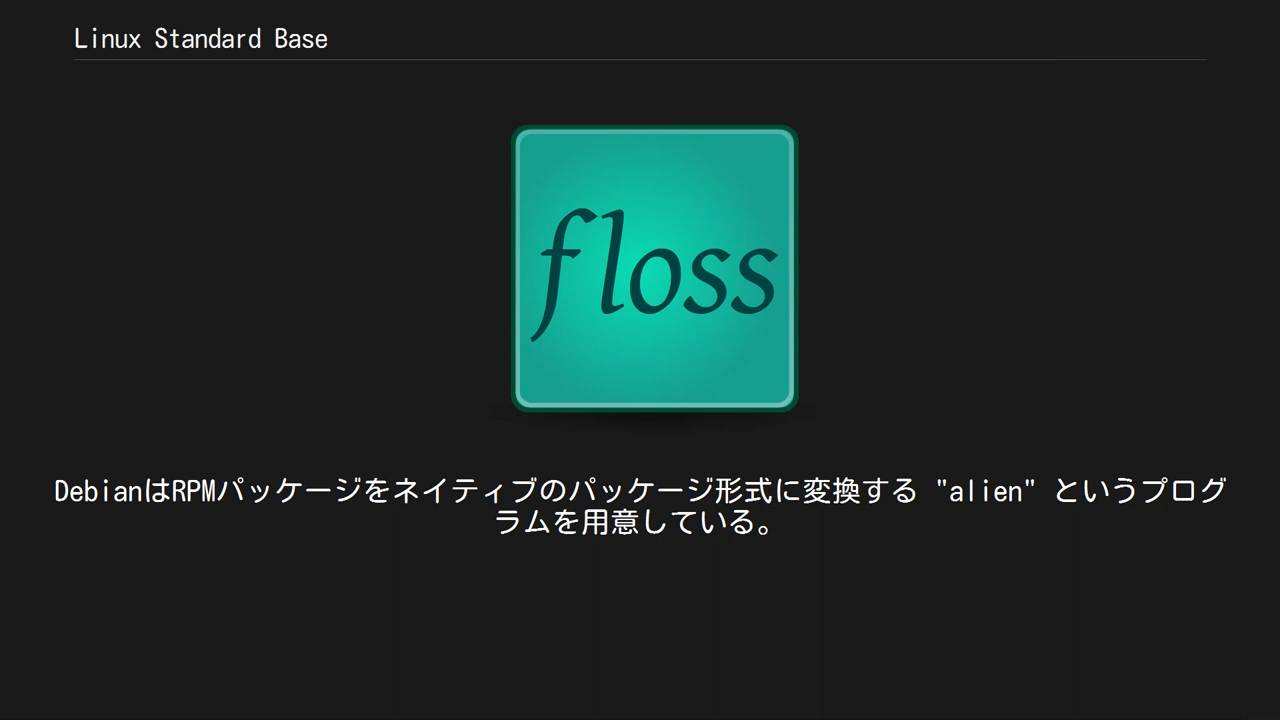 Linux Standard Base
floss
DebianはRPMパッケージをネイティブのパッケージ形式に変換する "alien" というプログ
ラムを用意している。